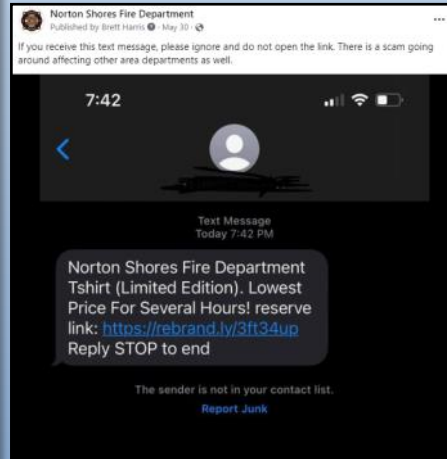 Norton Shores Fire Department
Published by Brett Harris · May 30 ·
If you receive this text message, please ignore and do not open the link. There is a scam going
around affecting other area departments as well.
7:42
Text Message
Today 7:42 PM
Norton Shores Fire Department
Tshirt (Limited Edition). Lowest
Price For Several Hours! reserve
link: https://rebrand.ly/3ft34up
Reply STOP to end
The sender is not in your contact list.
Report Junk